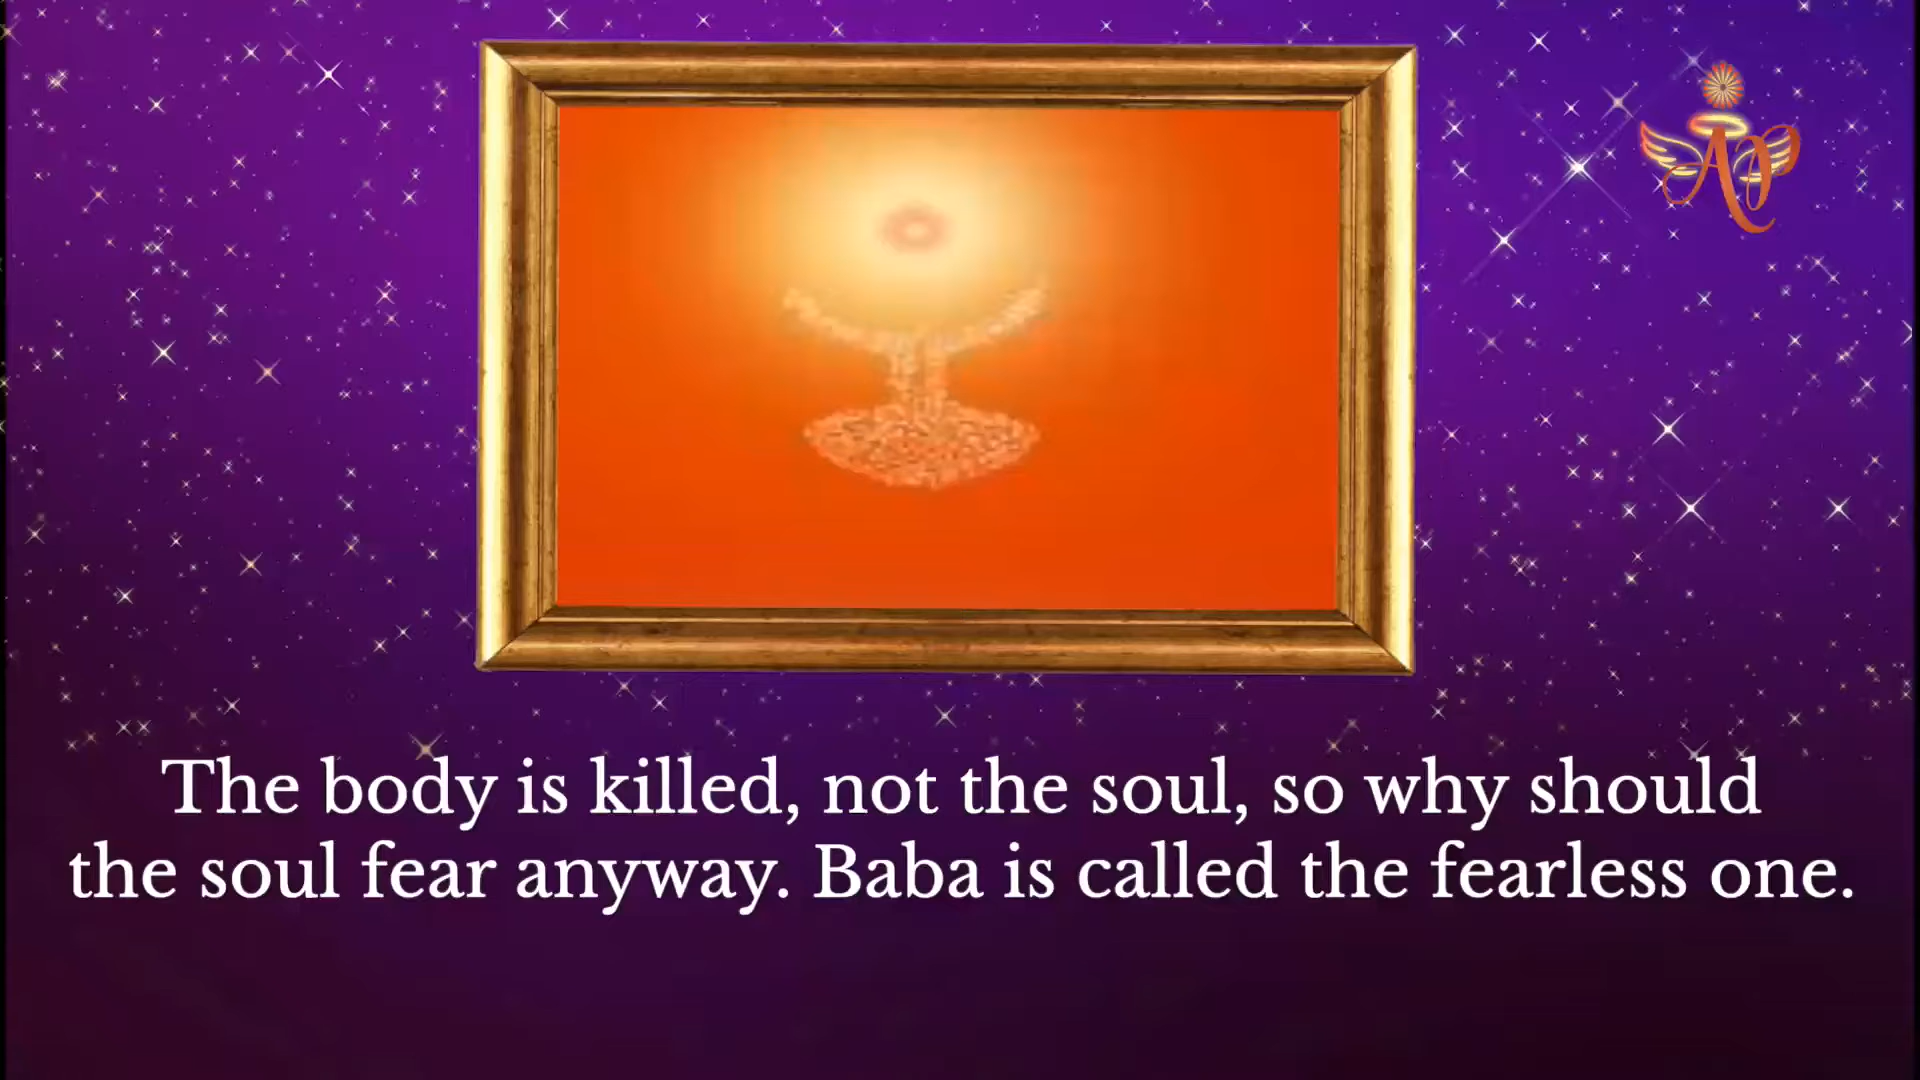 The body is killed, not the soul, so why should
the soul fear anyway. Baba is called the fearless one.